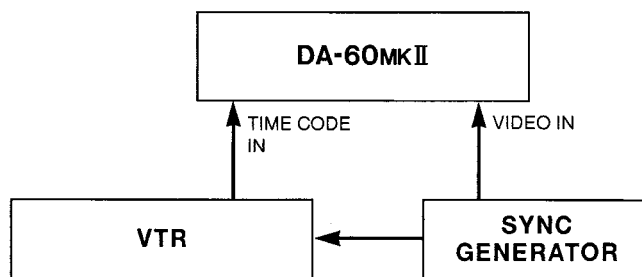 DA-60MKII
TIME CODE
IN
VIDEO IN
VTR
SYNC
GENERATOR